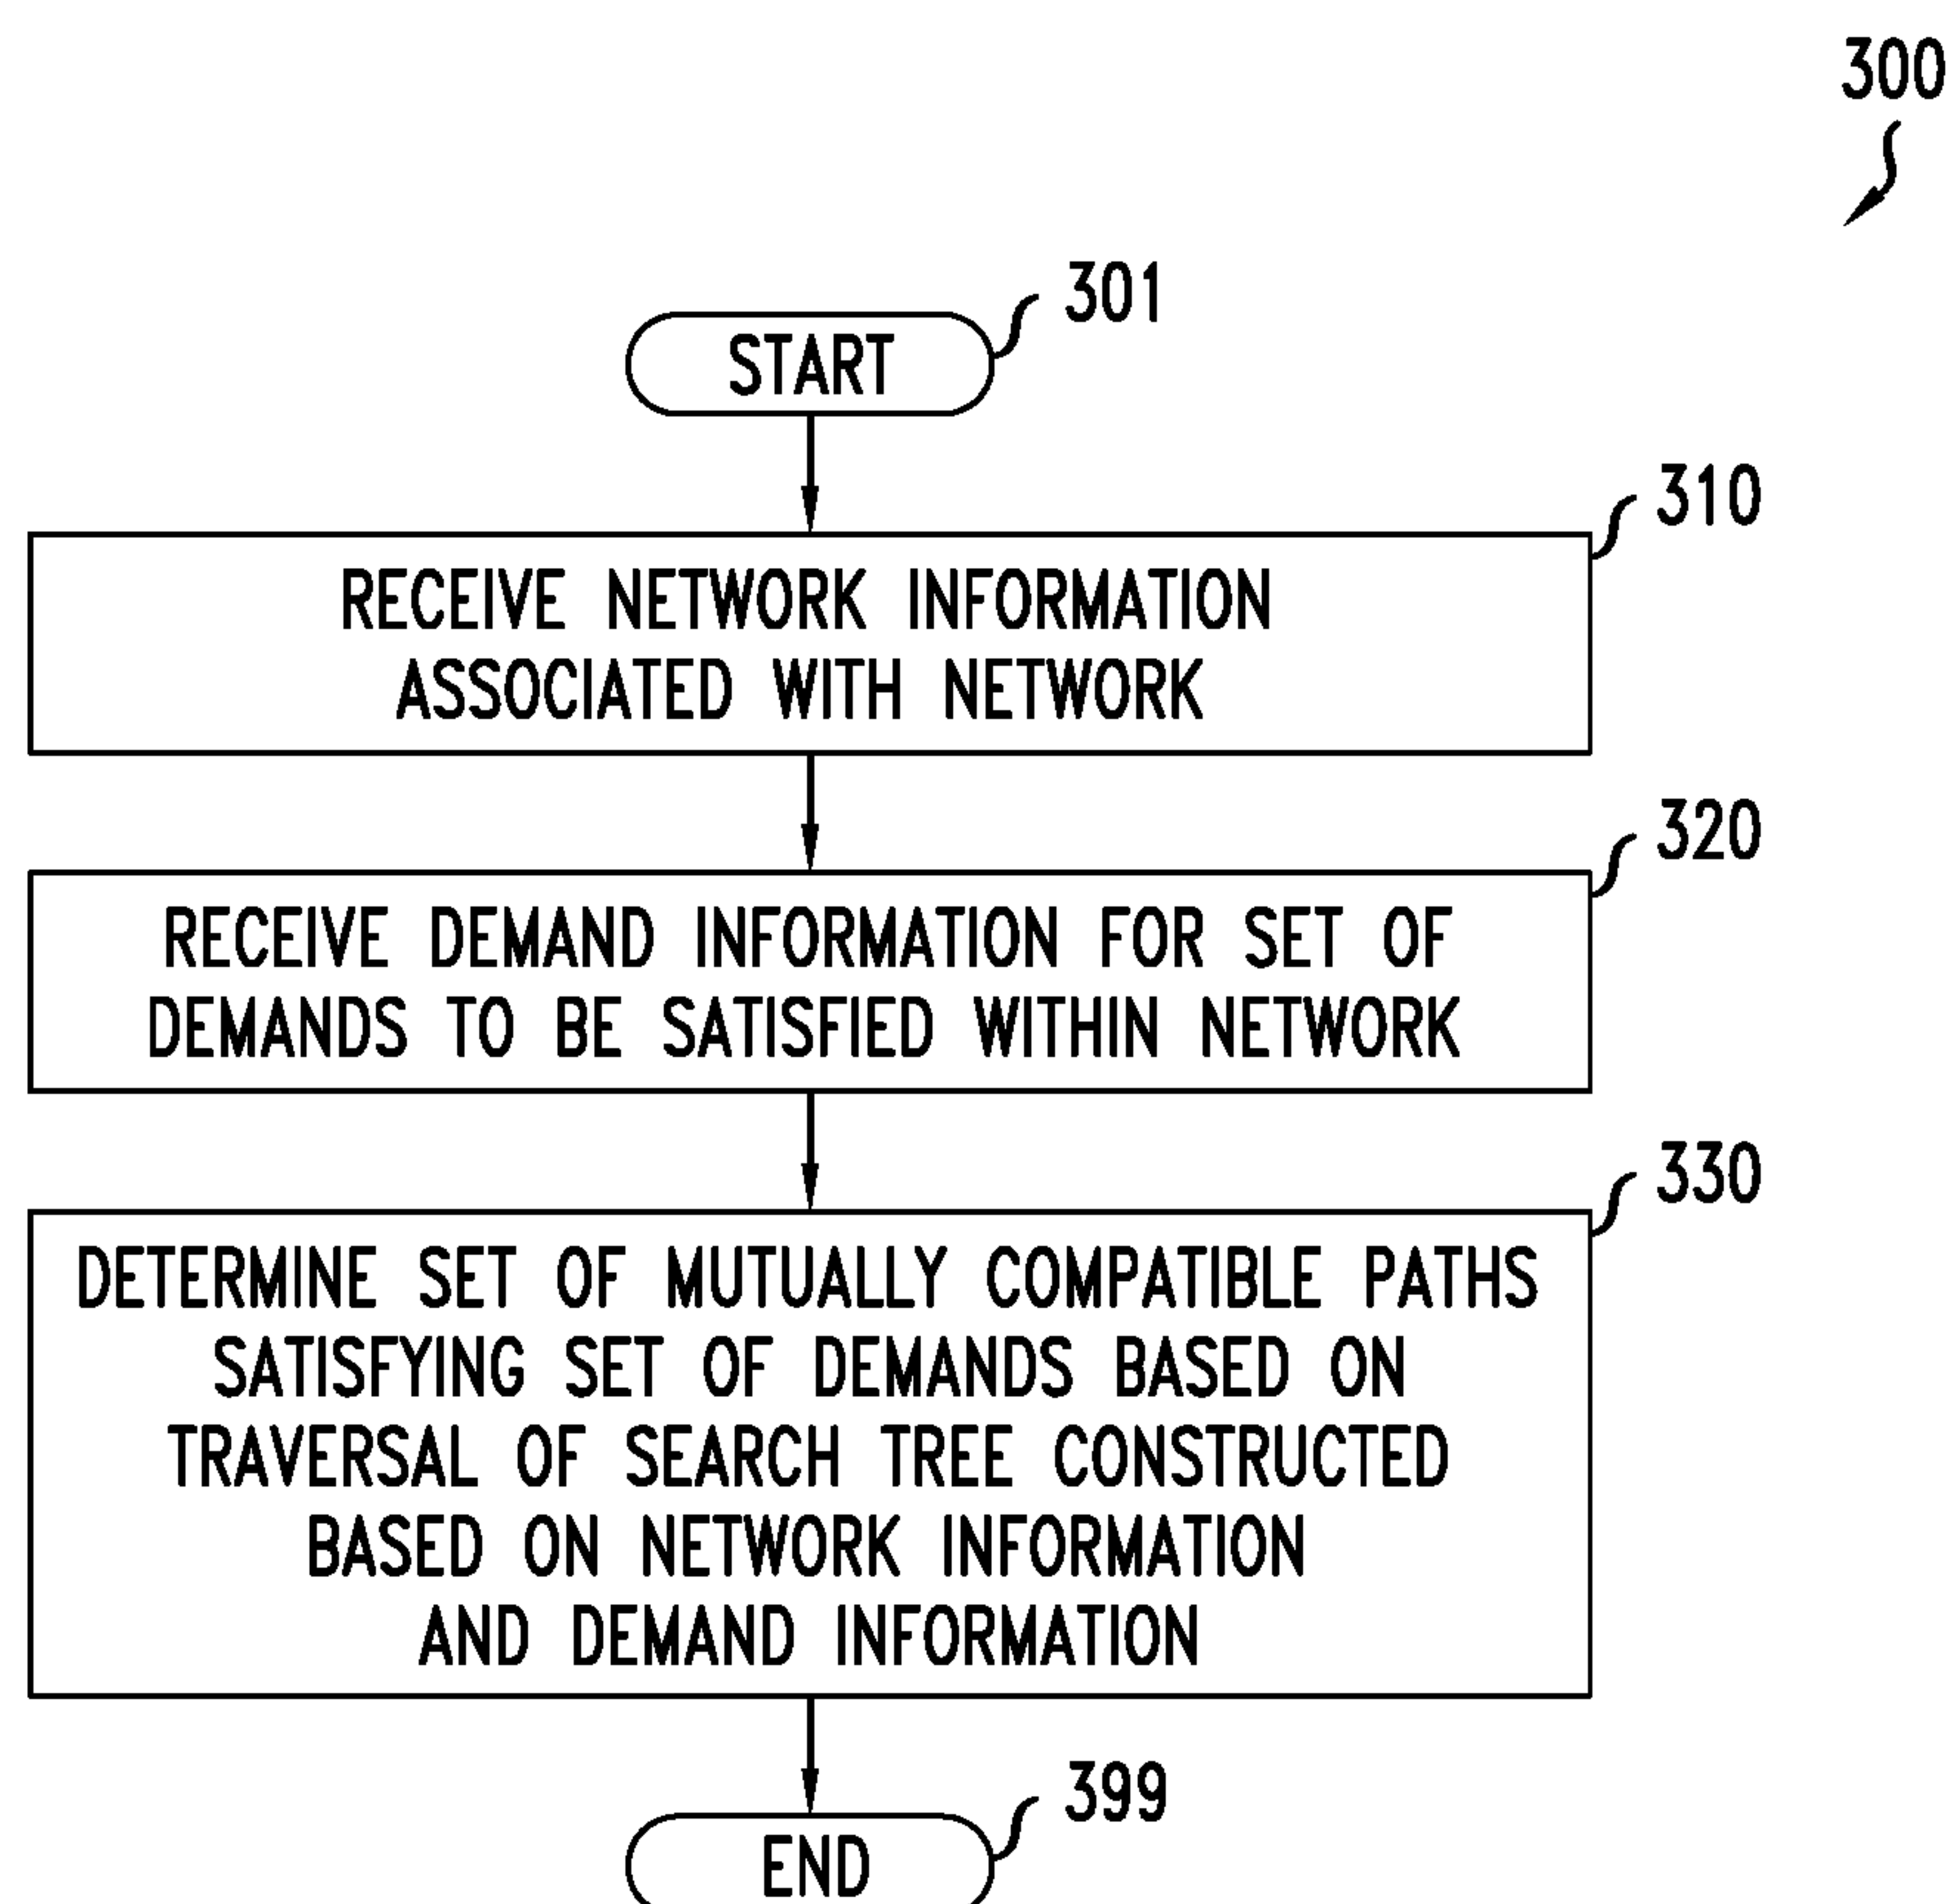 300
301
START
310
RECEIVE NETWORK INFORMATION
ASSOCIATED WITH NETWORK
320
RECEIVE DEMAND INFORMATION FOR SET OF
DEMANDS TO BE SATISFIED WITHIN NETWORK
330
DETERMINE SET OF MUTUALLY COMPATIBLE PATHS
SATISFYING SET OF DEMANDS BASED ON
TRAVERSAL OF SEARCH TREE CONSTRUCTED
BASED ON NETWORK INFORMATION
AND DEMAND INFORMATION
399
END